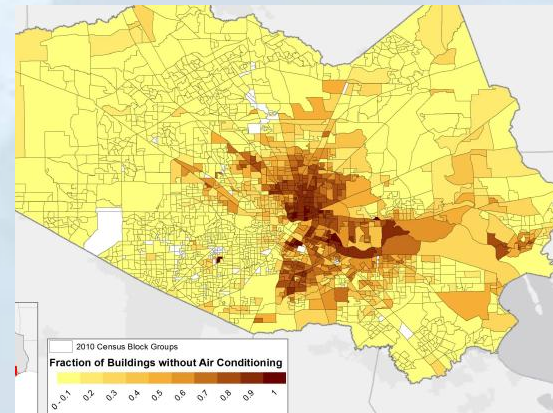 2010 Census Block Groups
Fraction of Buildings without Air Conditioning
0 - 0.1 0.2 0.3 0.4 0.5 0.6 0.7 0.8 0.9 1